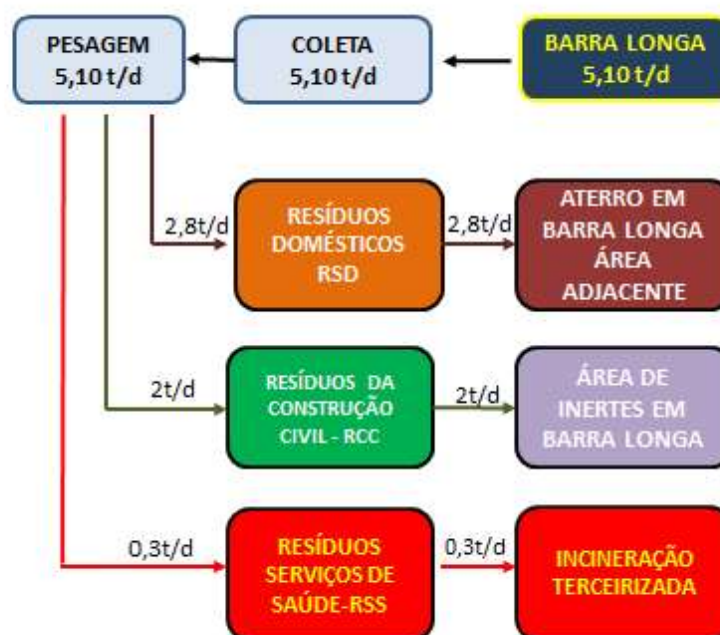 PESAGEM
5,10 t/d
COLETA
5,10 t/d
BARRA LONGA
5,10 t/d
2,8t/d
RESÍDUOS
DOMÉSTICOS
RSD
2,8t/d
ATERRO EM
BARRA LONGA
ÁREA
ADJACENTE
2t/d
RESÍDUOS DA
CONSTRUÇÃO
CIVIL - RCC
2t/d
ÁREA DE
INERTES EM
BARRA LONGA
0,3t/d
RESÍDUOS
SERVIÇOS DE
SAÚDE-RSS
0,3t/d
INCINERAÇÃO
TERCEIRIZADA